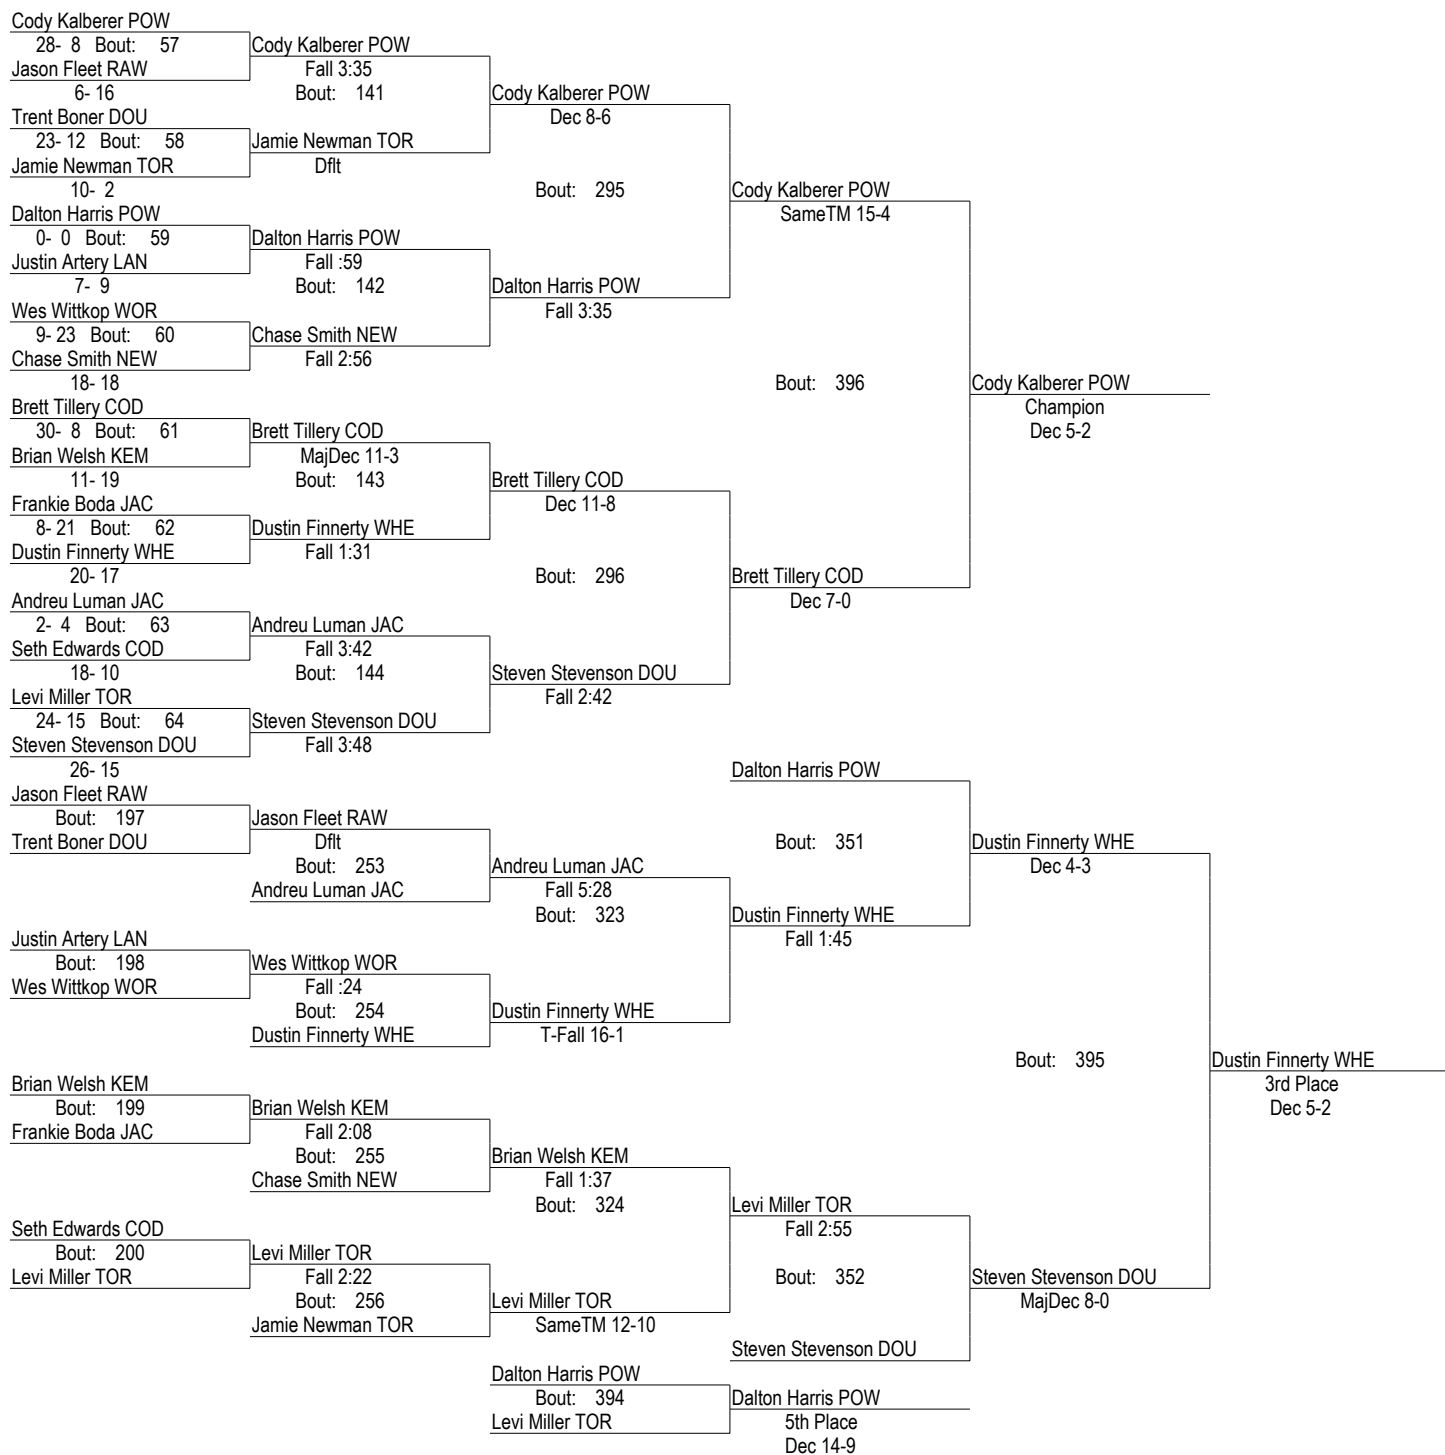 Cody Kalberer POW
28- 8 Bout: 57
Cody Kalberer POW
Jason Fleet RAW
Fall 3:35
6- 16
Bout: 141
Cody Kalberer POW
Trent Boner DOU
Dec 8-6
23- 12 Bout: 58
Jamie Newman TOR
Jamie Newman TOR
Dflt
10- 2
Bout: 295
Cody Kalberer POW
Dalton Harris POW
SameTM 15-4
0- 0 Bout: 59
Dalton Harris POW
Justin Artery LAN
Fall :59
7- 9
Bout: 142
Dalton Harris POW
Wes Wittkop WOR
Fall 3:35
9- 23 Bout: 60
Chase Smith NEW
Chase Smith NEW
Fall 2:56
18- 18
Bout: 396
Cody Kalberer POW
Brett Tillery COD
Champion
30- 8 Bout: 61
Brett Tillery COD
Dec 5-2
Brian Welsh KEM
MajDec 11-3
11- 19
Bout: 143
Brett Tillery COD
Frankie Boda JAC
Dec 11-8
8- 21 Bout: 62
Dustin Finnerty WHE
Dustin Finnerty WHE
Fall 1:31
20- 17
Bout: 296
Brett Tillery COD
Andreu Luman JAC
Dec 7-0
2- 4 Bout: 63
Andreu Luman JAC
Seth Edwards COD
Fall 3:42
18- 10
Bout: 144
Steven Stevenson DOU
Levi Miller TOR
Fall 2:42
24- 15 Bout: 64
Steven Stevenson DOU
Steven Stevenson DOU
Fall 3:48
26- 15
Dalton Harris POW
Jason Fleet RAW
Bout: 197
Jason Fleet RAW
Trent Boner DOU
Dflt
Bout: 351
Dustin Finnerty WHE
Bout: 253
Andreu Luman JAC
Dec 4-3
Andreu Luman JAC
Fall 5:28
Bout: 323
Dustin Finnerty WHE
Justin Artery LAN
Fall 1:45
Bout: 198
Wes Wittkop WOR
Wes Wittkop WOR
Fall :24
Bout: 254
Dustin Finnerty WHE
Dustin Finnerty WHE
T-Fall 16-1
Bout: 395
Dustin Finnerty WHE
Brian Welsh KEM
3rd Place
Bout: 199
Brian Welsh KEM
Dec 5-2
Frankie Boda JAC
Fall 2:08
Bout: 255
Brian Welsh KEM
Chase Smith NEW
Fall 1:37
Bout: 324
Levi Miller TOR
Seth Edwards COD
Fall 2:55
Bout: 200
Levi Miller TOR
Levi Miller TOR
Fall 2:22
Bout: 352
Steven Stevenson DOU
Bout: 256
Levi Miller TOR
MajDec 8-0
Jamie Newman TOR
SameTM 12-10
Steven Stevenson DOU
Dalton Harris POW
Bout: 394
Dalton Harris POW
Levi Miller TOR
5th Place
Dec 14-9